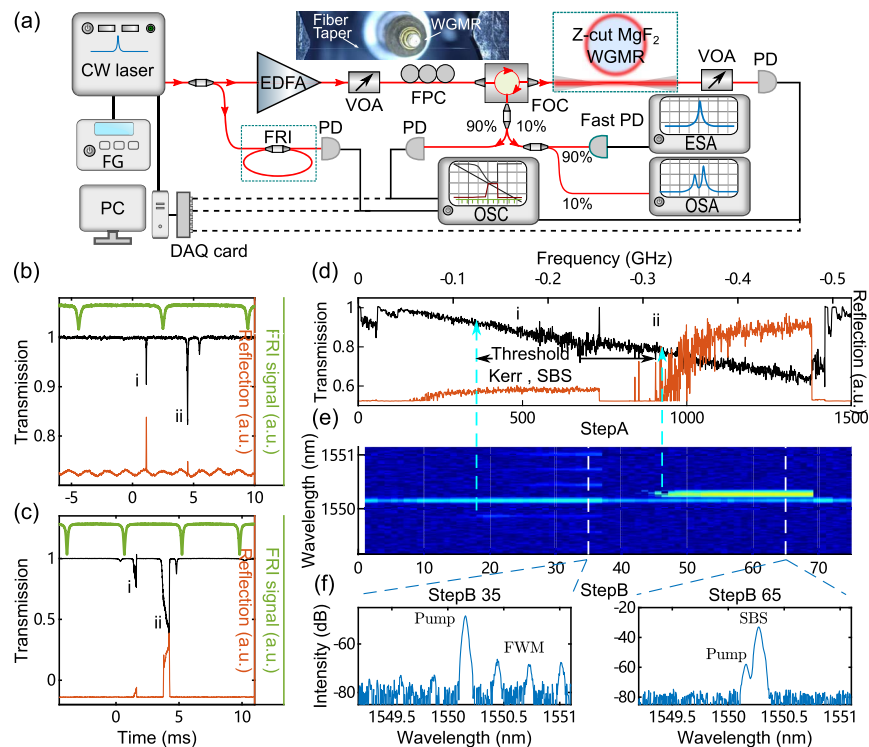 (a)
Fiber Taper
WGMR
Z-cut MgF2 WGMR
CW laser
EDFA
VOA
FPC
FOC
VOA
PD
FG
FRI
PD
PD
90%
10%
Fast PD
90%
ESA
10%
OSA
PC
DAQ card
OSC
(b)
Transmission
1
0.9
0.8
i
ii
-5
0
5
10
Reflection (a.u.)
FRI signal (a.u.)
(c)
Transmission
1
0.5
0
i
ii
0
5
10
Time (ms)
Reflection (a.u.)
FRI signal (a.u.)
(d)
Frequency (GHz)
0
-0.1
-0.2
-0.3
-0.4
-0.5
Transmission
1
0.8
0.6
i
ii
Threshold
Kerr , SBS
Reflection (a.u.)
0
500
1000
1500
StepA
(e)
Wavelength (nm)
1551
1550
0
10
20
30
40
50
60
70
StepB
(f)
StepB 35
Intensity (dB)
-60
-80
Pump
FWM
1549.5
1550
1550.5
1551
Wavelength (nm)
StepB 65
-20
-40
-60
-80
SBS
Pump
1549.5
1550
1550.5
1551
Wavelength (nm)